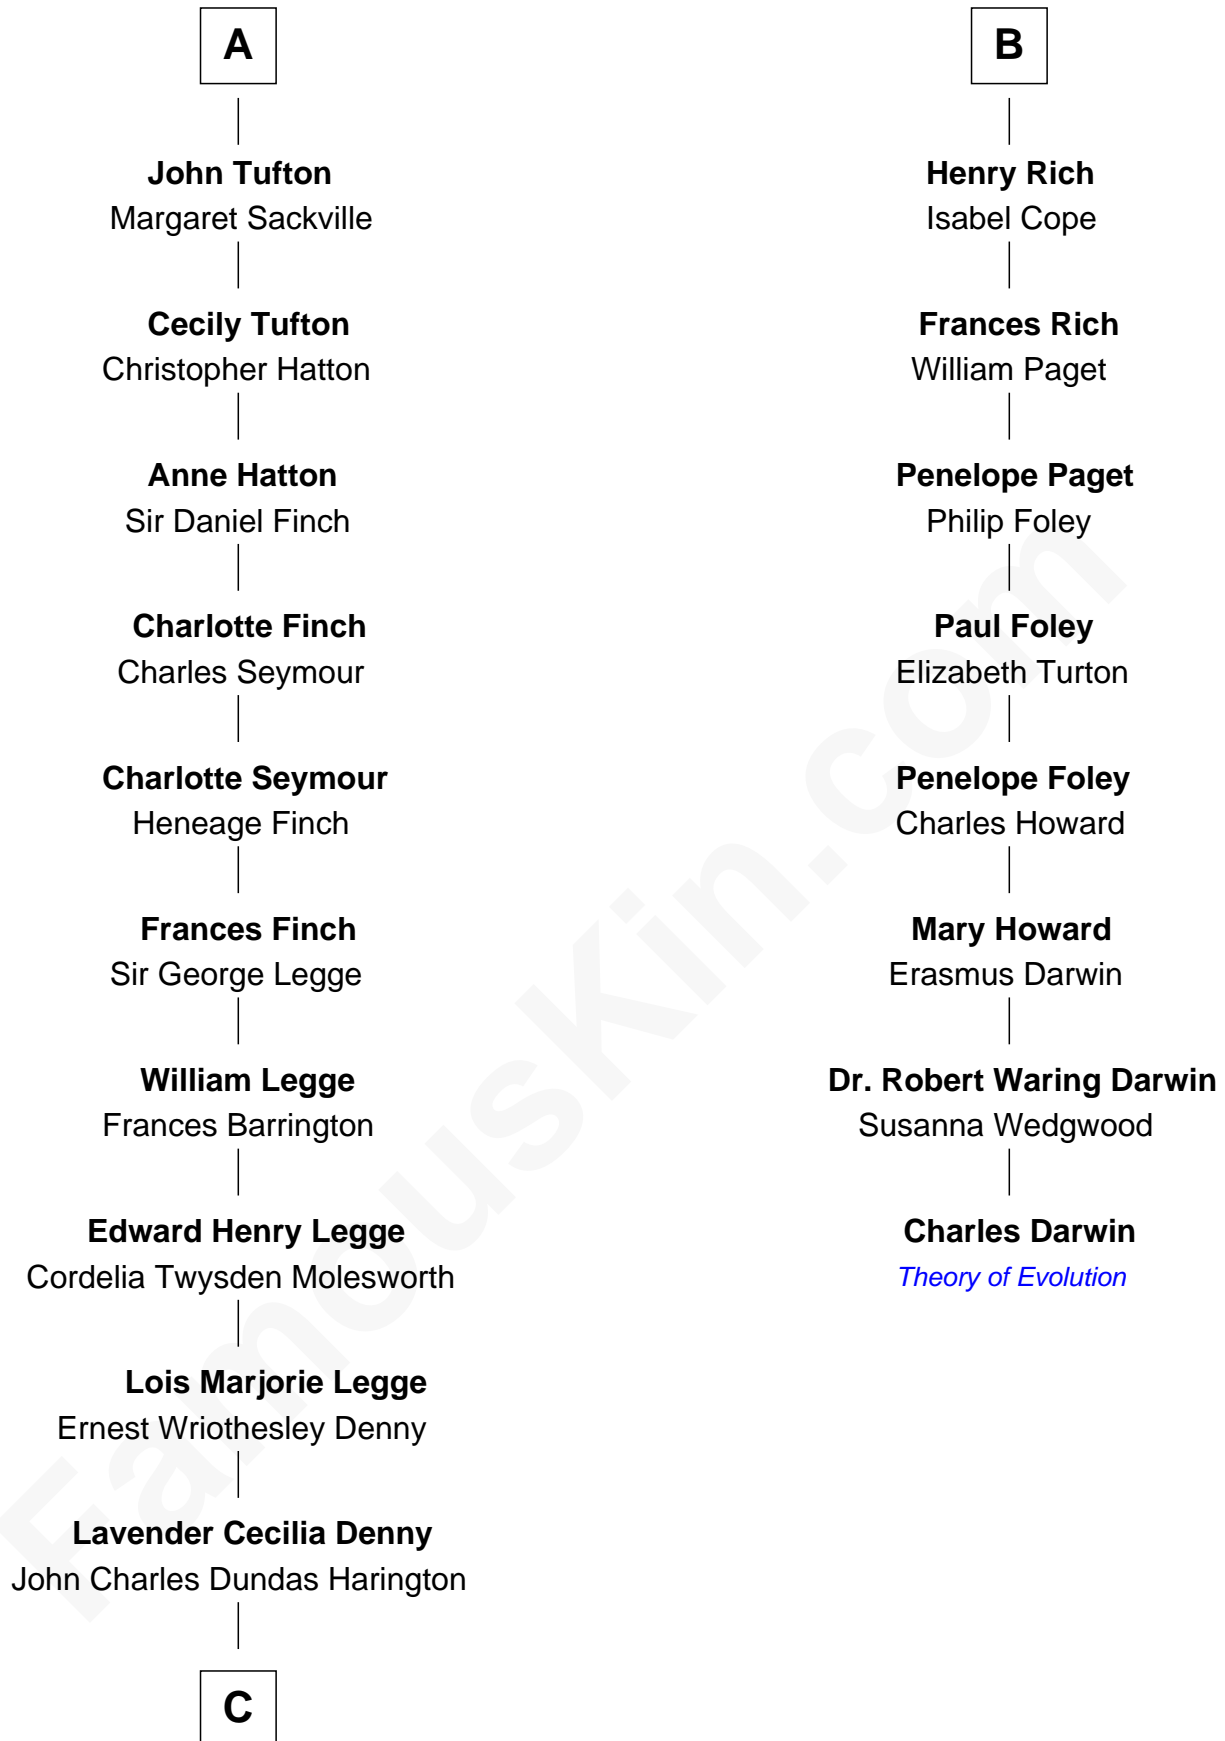 A
John Tufton
Margaret Sackville
Cecily Tufton
Christopher Hatton
Anne Hatton
Sir Daniel Finch
Charlotte Finch
Charles Seymour
Charlotte Seymour
Heneage Finch
Frances Finch
Sir George Legge
William Legge
Frances Barrington
Edward Henry Legge
Cordelia Twysden Molesworth
Lois Marjorie Legge
Ernest Wriothesley Denny
Lavender Cecilia Denny
John Charles Dundas Harington
C
B
Henry Rich
Isabel Cope
Frances Rich
William Paget
Penelope Paget
Philip Foley
Paul Foley
Elizabeth Turton
Penelope Foley
Charles Howard
Mary Howard
Erasmus Darwin
Dr. Robert Waring Darwin
Susanna Wedgwood
Charles Darwin
Theory of Evolution
FamousKin.com